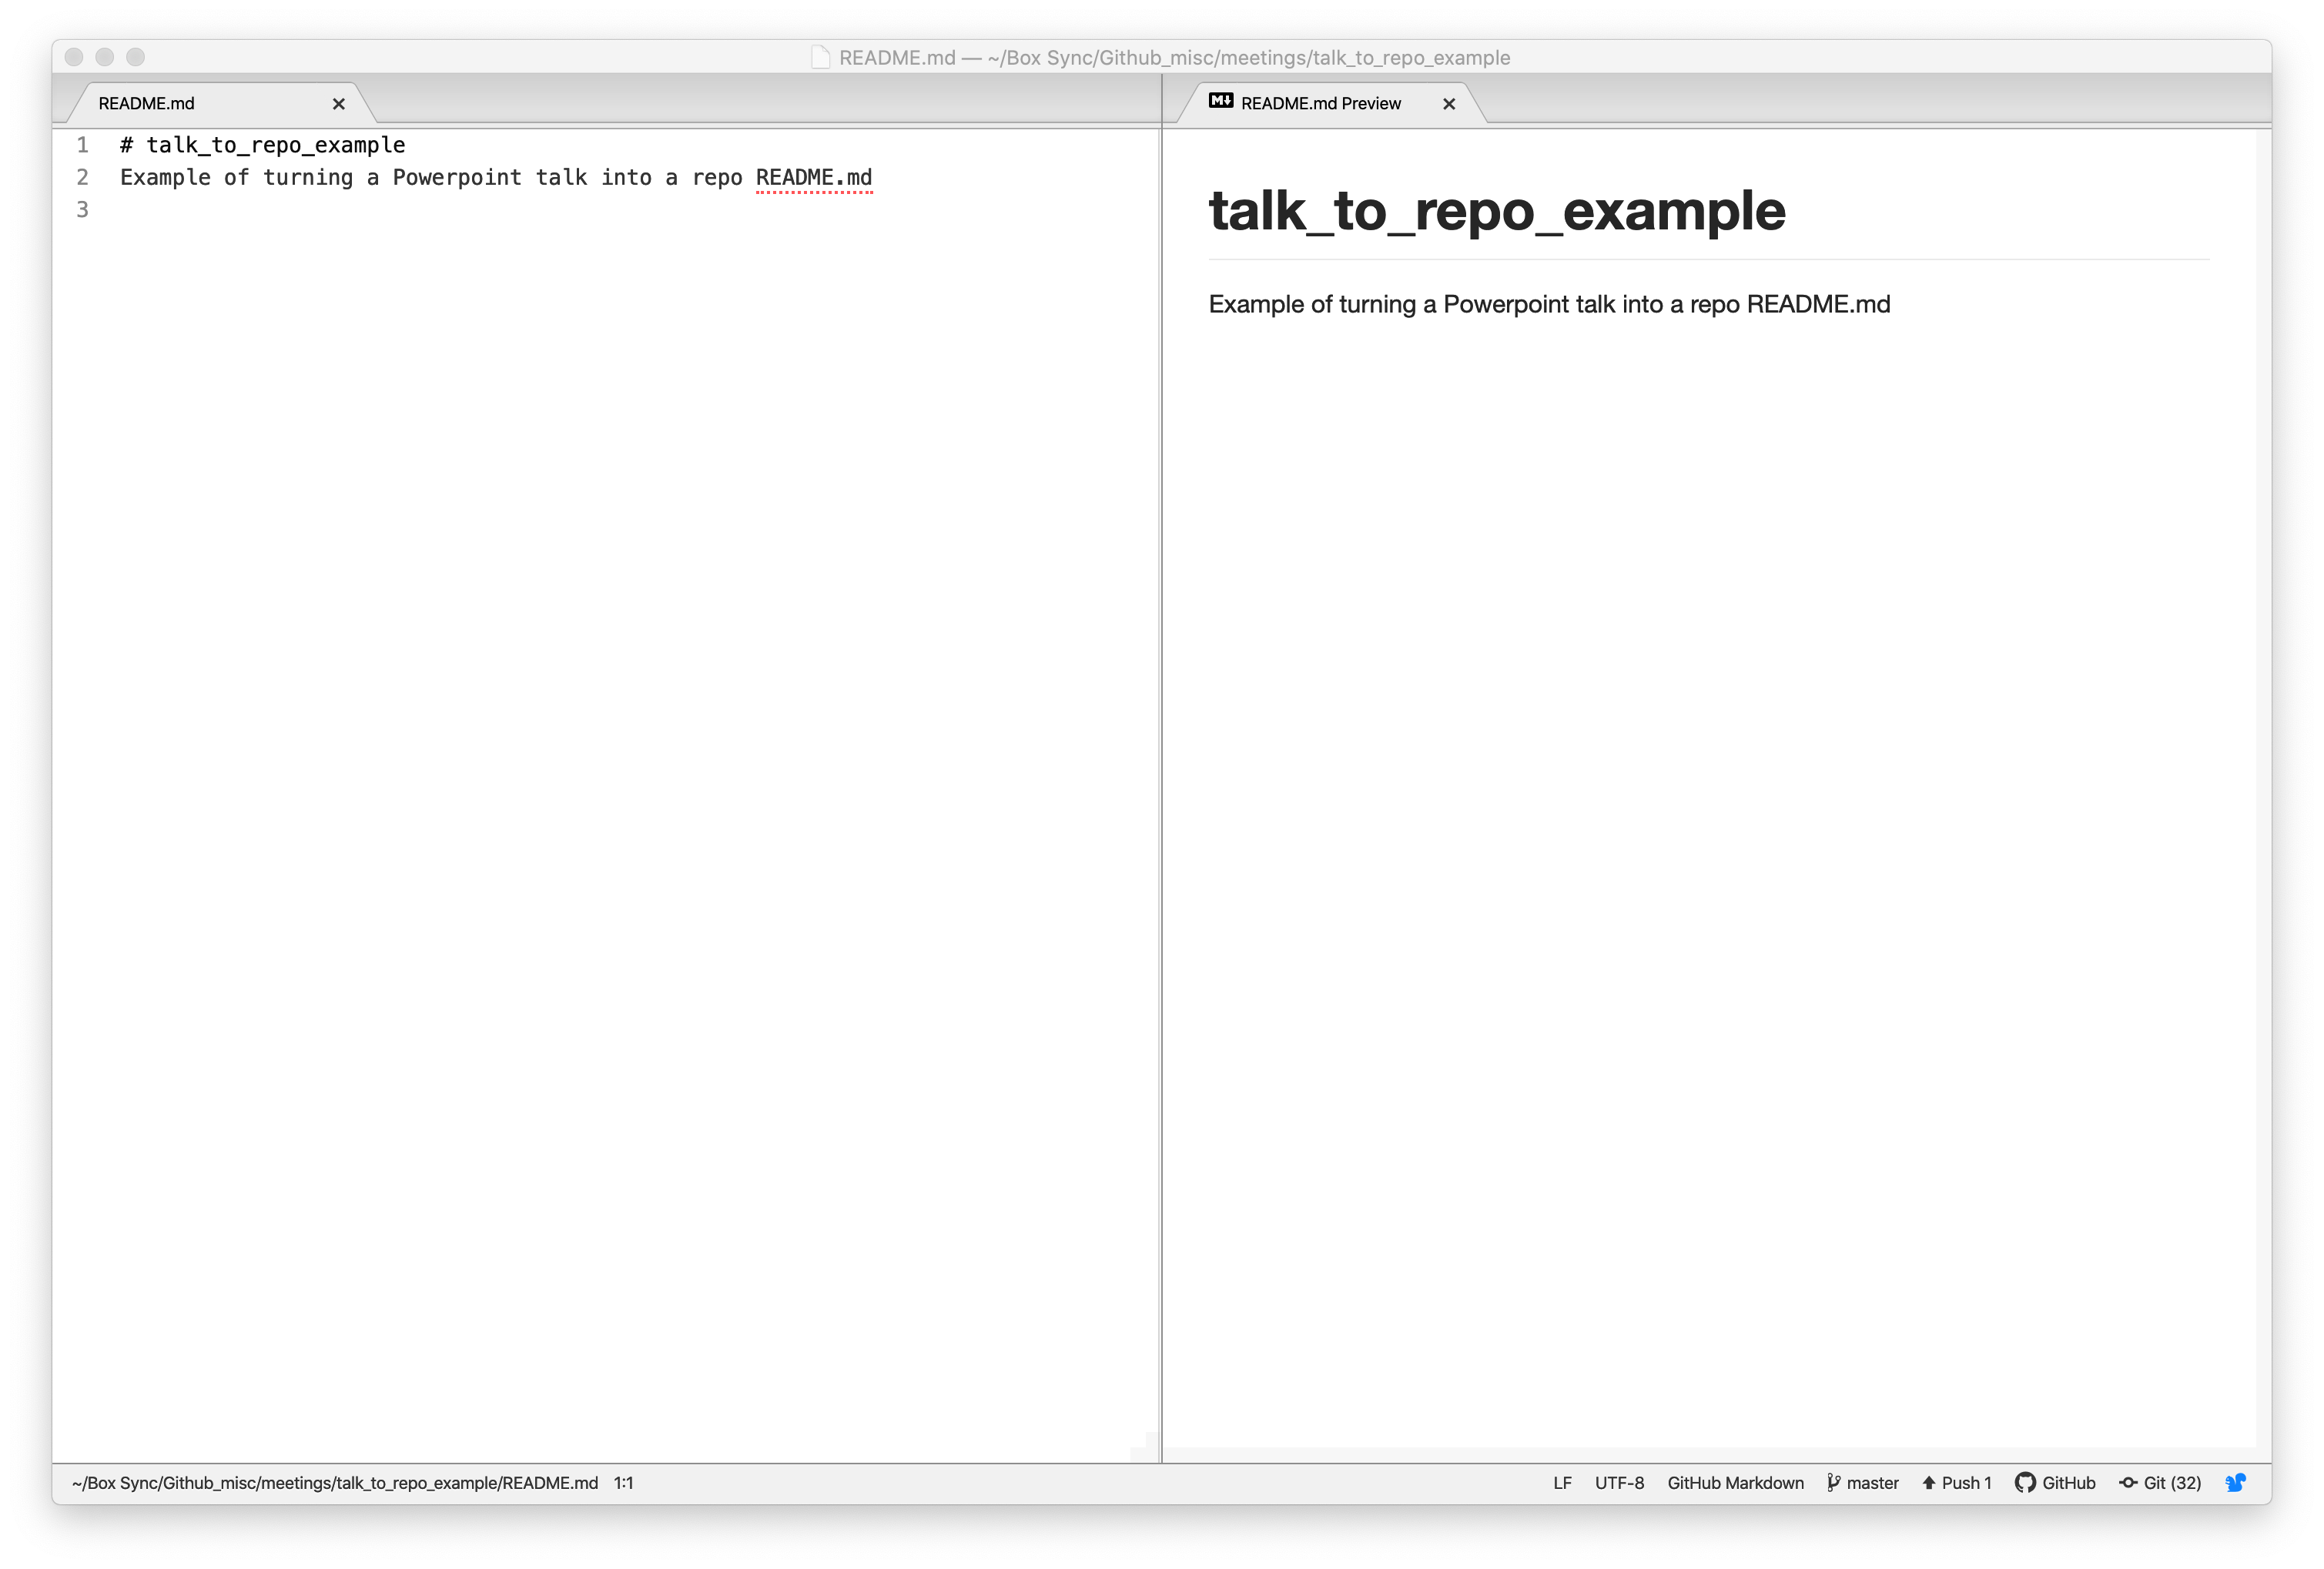 README.md — ~/Box Sync/Github_misc/meetings/talk_to_repo_example
README.md
README.md Preview
1 # talk_to_repo_example
2 Example of turning a Powerpoint talk into a repo README.md
3
talk_to_repo_example
Example of turning a Powerpoint talk into a repo README.md
~/Box Sync/Github_misc/meetings/talk_to_repo_example/README.md 1:1 LF UTF-8 GitHub Markdown master Push 1 GitHub Git (32)